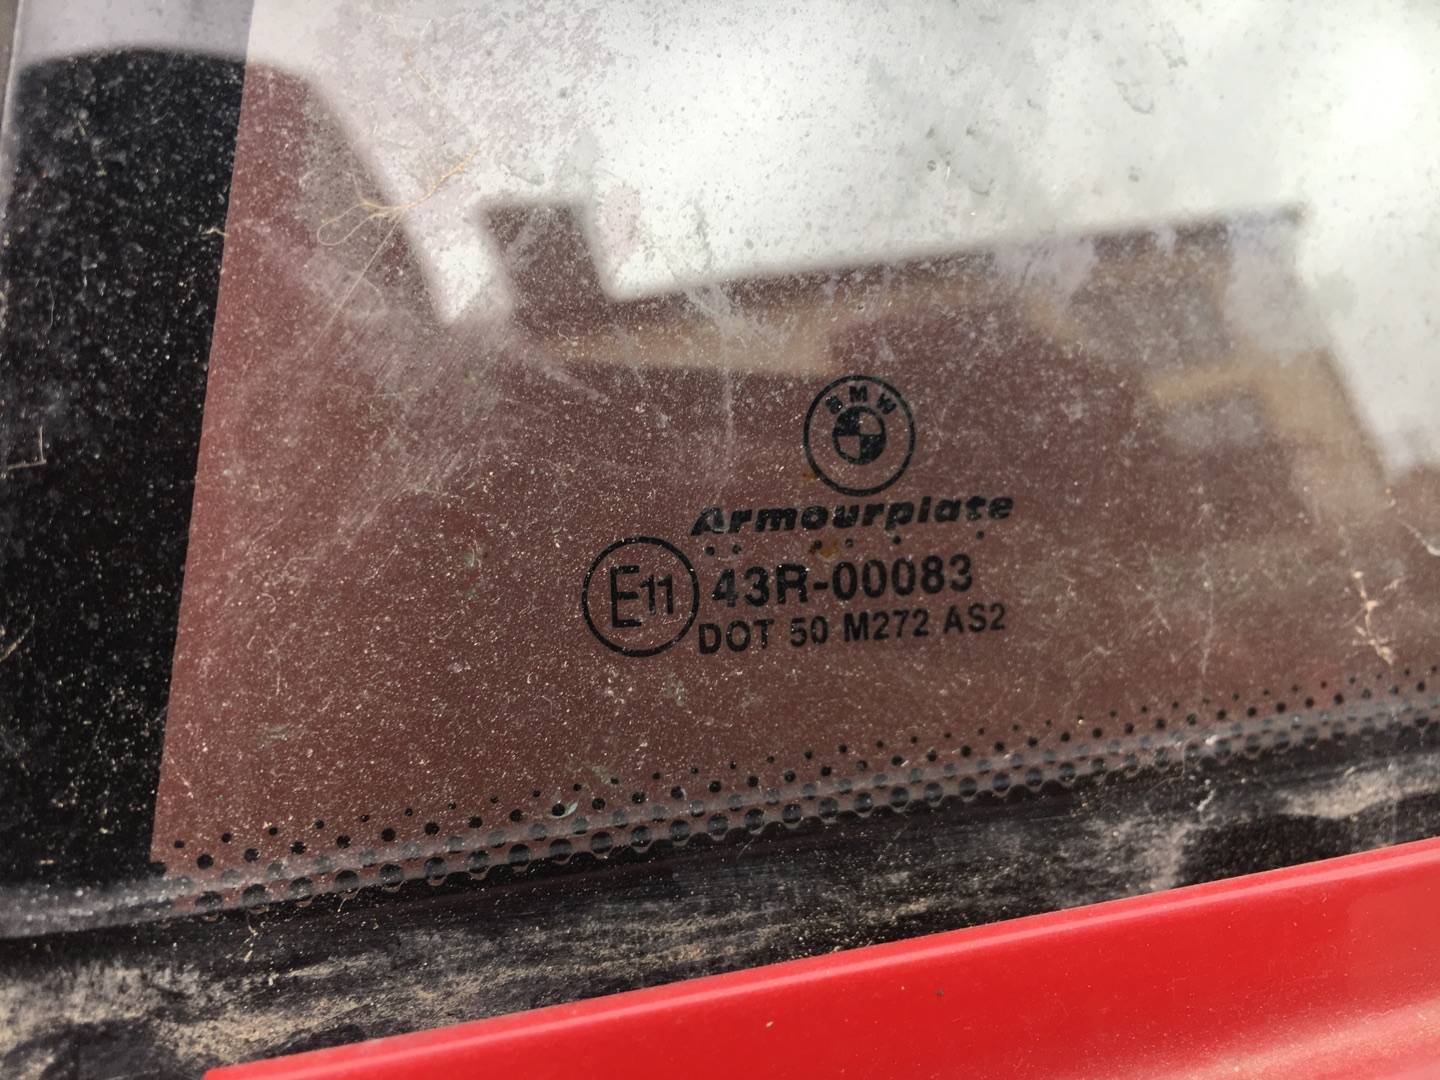 BMW
Armourplate
E11 43R-00083
DOT 50 M272 AS2